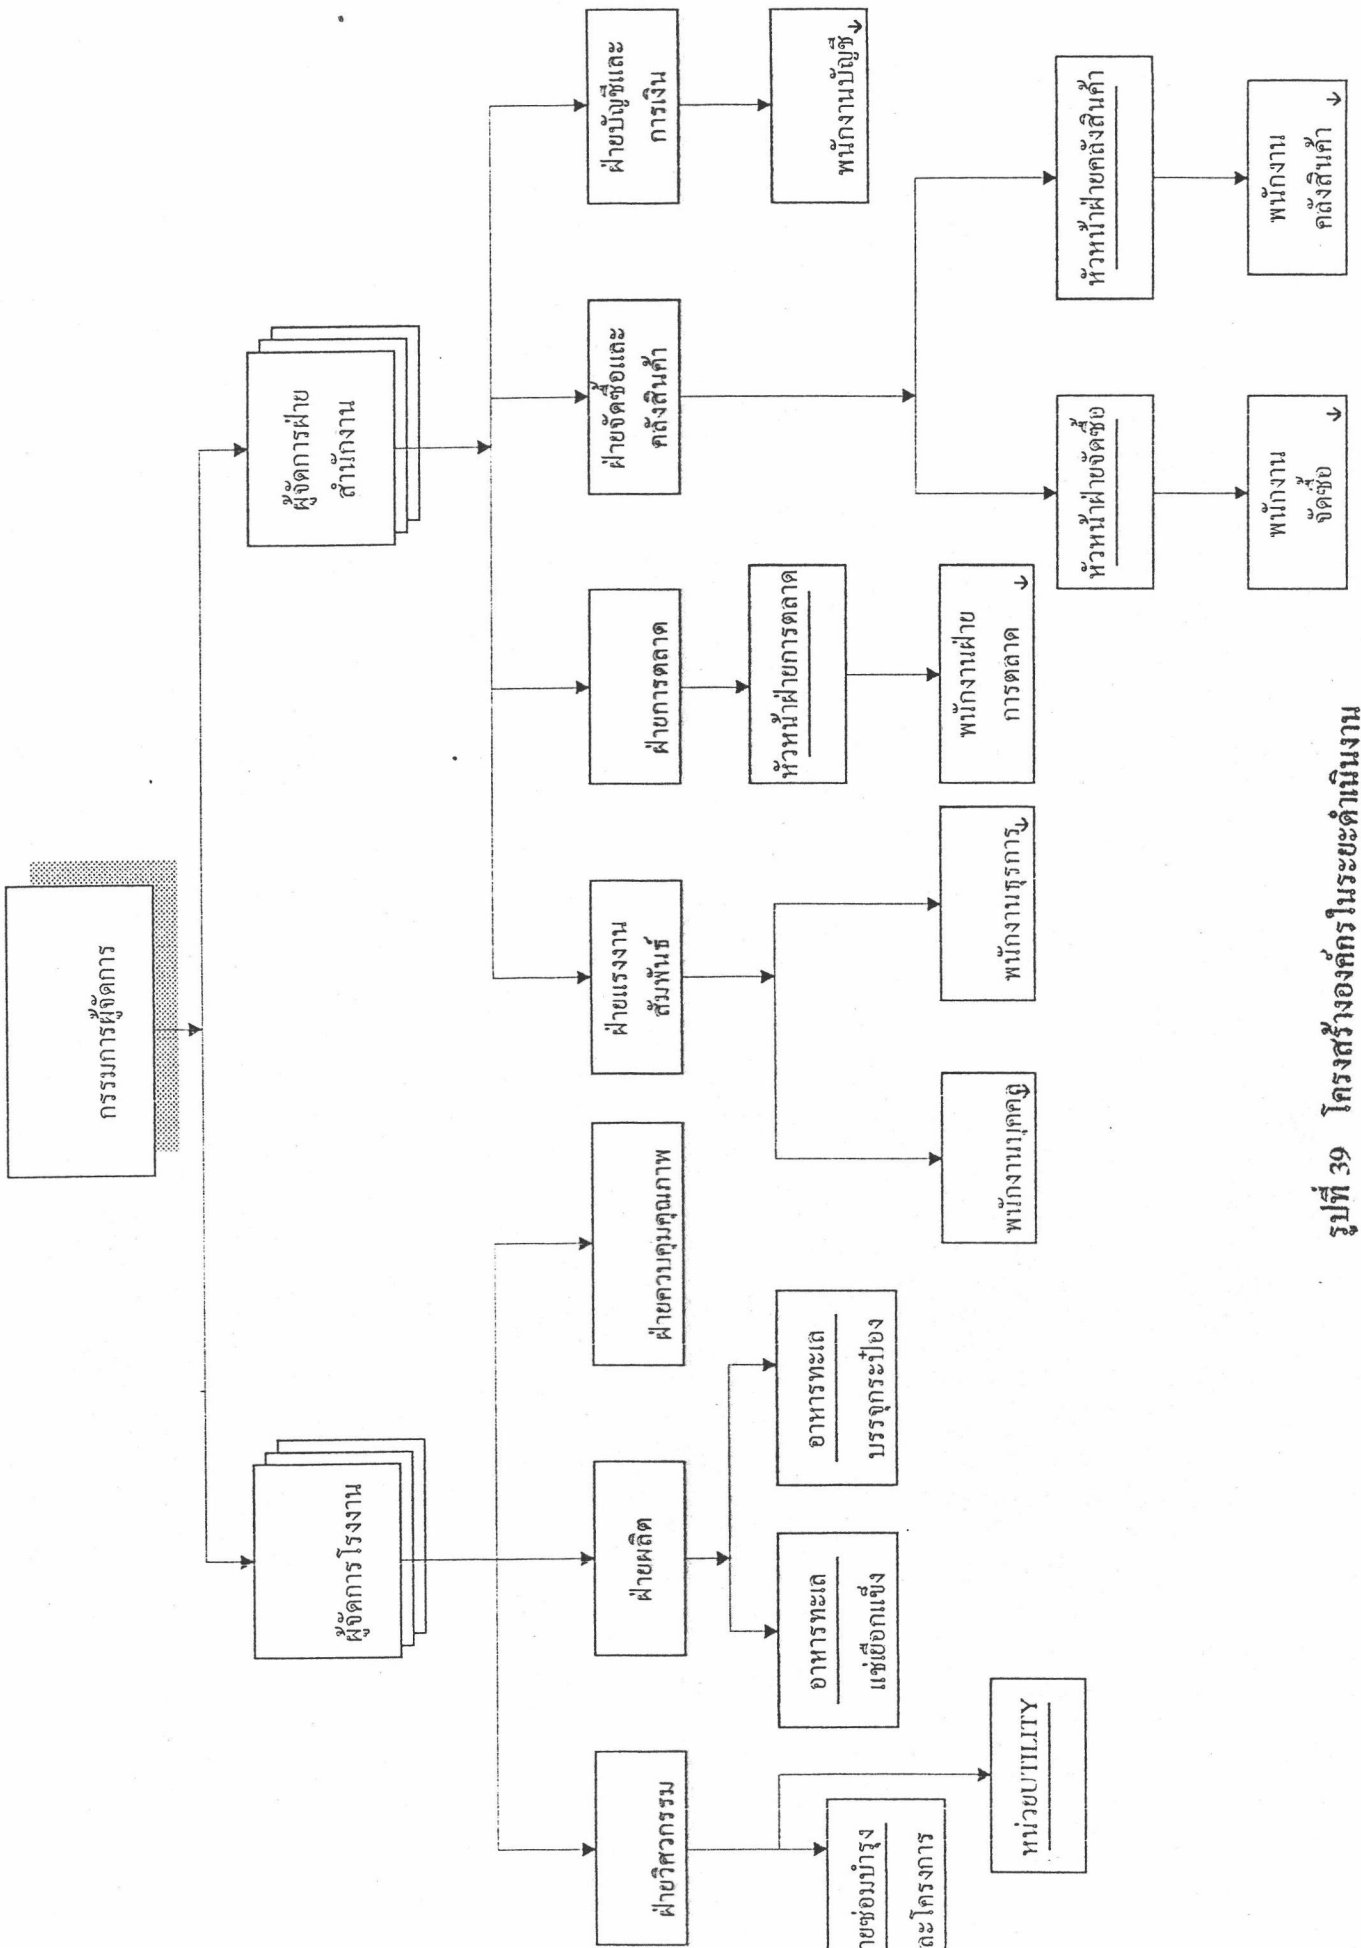 กรรมการผู้จัดการ
ผู้จัดการโรงงาน
ผู้จัดการฝ่าย
สำนักงาน
ฝ่ายวิศวกรรม
ฝ่ายผลิต
ฝ่ายควบคุมคุณภาพ
ฝ่ายแรงงาน
สัมพันธ์
ฝ่ายการตลาด
ฝ่ายจัดซื้อและ
คลังสินค้า
ฝ่ายบัญชีและ
การเงิน
ายซ่อมบำรุง
ละโครงการ
หน่วยUTILITY
อาหารทะเล
แช่เยือกแข็ง
อาหารทะเล
บรรจุกระป๋อง
พนักงานบุคคล
พนักงานธุรการ
หัวหน้าฝ่ายการตลาด
พนักงานฝ่าย
การตลาด
พนักงานบัญชี
หัวหน้าฝ่ายจัดซื้อ
หัวหน้าฝ่ายคลังสินค้า
พนักงาน
จัดซื้อ
พนักงาน
คลังสินค้า
รูปที่ 39 โครงสร้างองค์กรในระยะดำเนินงาน